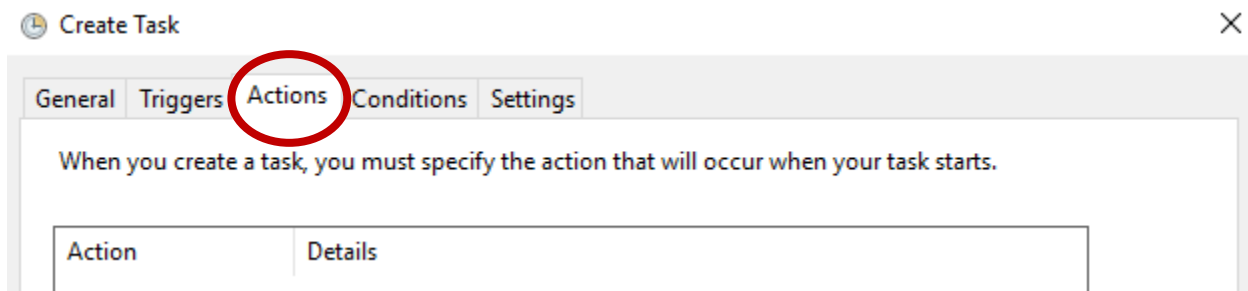 Create Task
General Triggers Actions Conditions Settings
When you create a task, you must specify the action that will occur when your task starts.
Action Details